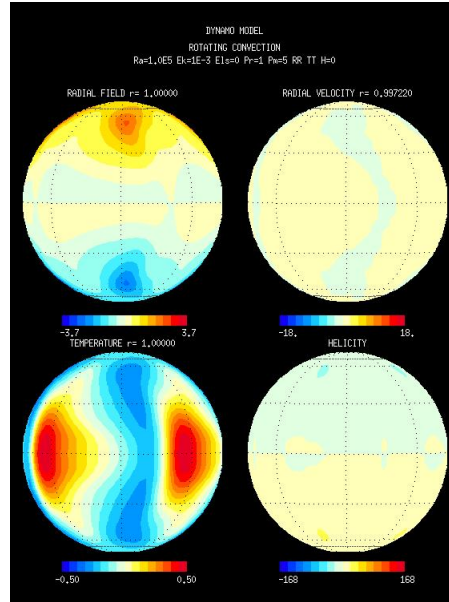 DYNAMO MODEL
ROTATING CONVECTION
Ra=1.0E5 Ek=1E-3 Els=0 Pr=1 Pm=5 RR TT H=0
RADIAL FIELD r= 1.00000 RADIAL VELOCITY r= 0.997220
-3.7 3.7 -18. 18.
TEMPERATURE r= 1.00000 HELICITY
-0.50 0.50 -168 168